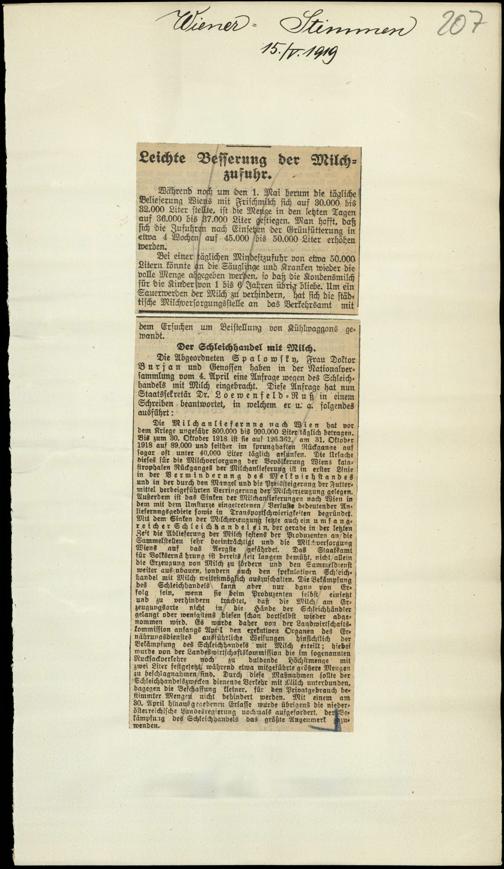 Wiener Stimmen 207
15./V. 1919
Leichte Besserung der Milch-
zufuhr.
Während noch um den 1. Mai herum die tägliche
Belieferung Wiens mit Frischmilch sich auf 30.000 bis
32.000 Liter stellte, ist die Menge in den letzten Tagen
auf 36.000 bis 37.000 Liter gestiegen. Man hofft, daß
sich die Zufuhren nach Einsetzen der Grünfütterung in
etwa 4 Wochen auf 45.000 bis 50.000 Liter erhöhen
werden.
Bei einer täglichen Mindestzufuhr von etwa 50.000
Litern könnte an die Säuglinge und Kranken wieder die
volle Menge abgegeben werden, so daß die Kondensmilch
für die Kinder von 1 bis 6 Jahren übrig bliebe. Um ein
Sauerwerden der Milch zu verhindern, hat sich die städ-
tische Milchversorgungsstelle an das Verkehrsamt mit
dem Ersuchen um Beistellung von Kühlwaggons ge-
wandt.
Der Schleichhandel mit Milch.
Die Abgeordneten Spalowsky, Frau Doktor
Burjan und Genossen haben in der Nationalver-
sammlung vom 4. April eine Anfrage wegen des Schleich-
handels mit Milch eingebracht. Diese Anfrage hat nun
Staatssekretär Dr. Loewenfeld-Ruß in einem
Schreiben beantwortet, in welchem er u. a. folgendes
ausführt:
Die Milchanlieferung nach Wien hat vor
dem Kriege ungefähr 800.000 bis 900.000 Liter täglich betragen.
Bis zum 30. Oktober 1918 ist sie auf 126.362, am 31. Oktober
1918 auf 89.000 und seither im sprunghaften Rückgange auf
sogar oft unter 40.000 Liter täglich gesunken. Die Ursache
dieses für die Milchversorgung der Bevölkerung Wiens kata-
strophalen Rückganges der Milchanlieferung ist in erster Linie
in der Verminderung des Melkviehstandes
und in der durch den Mangel und die Preissteigerung der Futter-
mittel herbeigeführten Verringerung der Milcherzeugung gelegen.
Außerdem ist das Sinken der Milchanlieferungen nach Wien in
dem mit dem Umsturze eingetretenen Verluste bedeutender An-
lieferungsgebiete sowie in Transportschwierigkeiten begründet.
Mit dem Sinken der Milcherzeugung setzte auch ein umfang-
reicher Schleichhandel ein, der gerade in der letzten
Zeit die Ablieferung der Milch seitens der Produzenten an die
Sammelstellen sehr beeinträchtigt und die Milchversorgung
Wiens auf das Aergste gefährdet. Das Staatsamt
für Volksernährung ist bereits seit langem bemüht, nicht allein
die Erzeugung von Milch zu fördern und den Sammeldienst
weiter auszubauen, sondern auch den spekulativen Schleich-
handel mit Milch weitestmöglich auszuschalten. Die Bekämpfung
des Schleichhandels kann aber nur dann von Er-
folg sein, wenn sie beim Produzenten selbst einsetzt
und zu verhindern trachtet, daß die Milch am Er-
zeugungsorte nicht in die Hände der Schleichhändler
gelangt oder wenigstens diesen schon dortselbst wieder abge-
nommen wird. Es wurde daher von der Landwirtschafts-
kommission anfangs April den exekutiven Organen des Er-
nährungsdienstes ausführliche Weisungen hinsichtlich der
Bekämpfung des Schleichhandels mit Milch erteilt; hiebei
wurde von der Landeswirtschaftskommission die im sogenannten
Rucksackverkehre noch zu duldende Höchstmenge mit
zwei Liter festgesetzt, während etwa mitgeführte größere Mengen
zu beschlagnahmen sind. Durch diese Maßnahmen sollte der
Schleichhandelszwecken dienende Verkehr mit Milch unterbunden,
dagegen die Beschaffung kleiner, für den Privatgebrauch be-
stimmter Mengen nicht behindert werden. Mit einem am
30. April hinausgegebenen Erlasse wurde übrigens die nieder-
österreichische Landesregierung nochmals aufgefordert, der Be-
kämpfung des Schleichhandels das größte Augenmerk zuzu-
wenden.